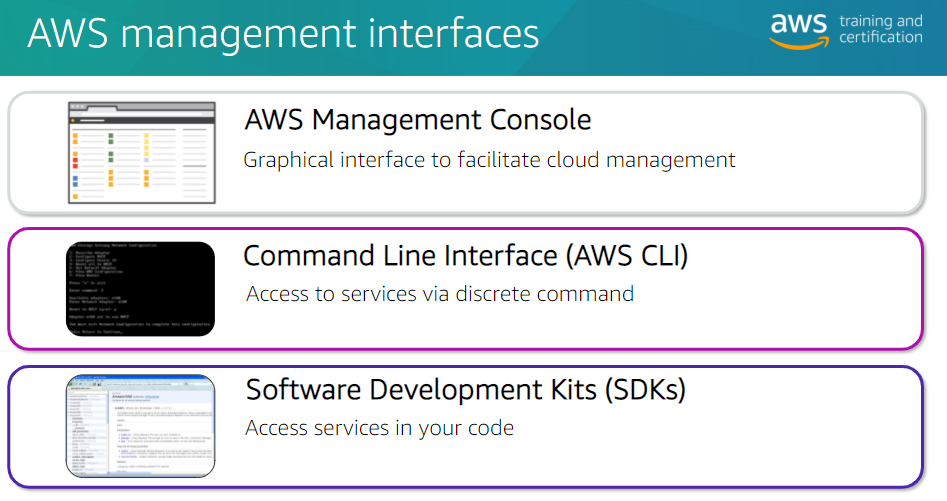 AWS management interfaces
aws training and
certification
AWS Management Console
Graphical interface to facilitate cloud management
Command Line Interface (AWS CLI)
Access to services via discrete command
Software Development Kits (SDKs)
Access services in your code